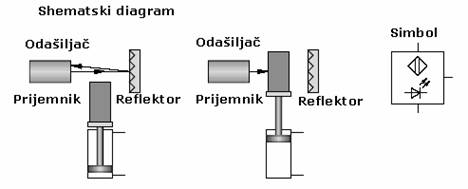 Shematski diagram
Odašiljač
Prijemnik Reflektor
Odašiljač
Prijemnik
Reflektor
Simbol